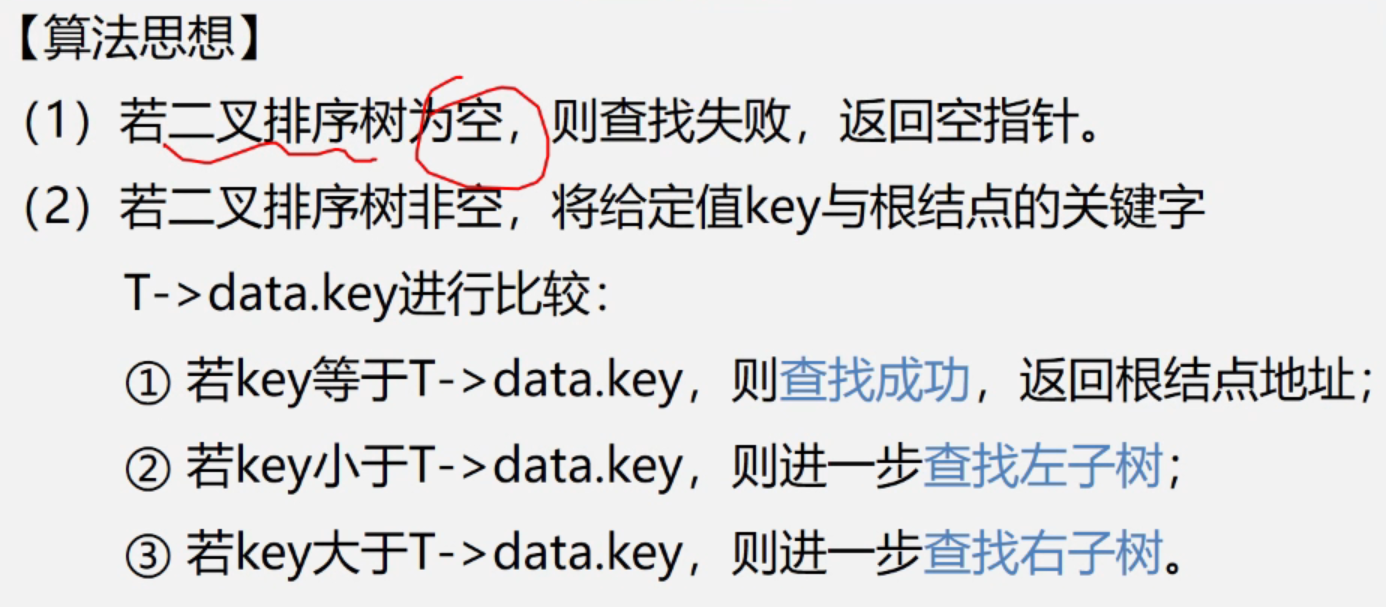 【算法思想】
（1）若二叉排序树为空，则查找失败，返回空指针。
（2）若二叉排序树非空，将给定值key与根结点的关键字
T->data.key进行比较：
① 若key等于T->data.key，则查找成功，返回根结点地址；
② 若key小于T->data.key，则进一步查找左子树；
③ 若key大于T->data.key，则进一步查找右子树。